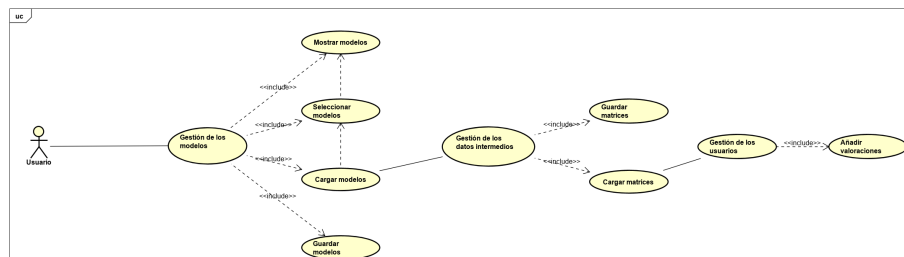 uc
Mostrar modelos
<<include>>
Seleccionar
modelos
<<include>>
Gestión de los
modelos
Usuario
<<include>>
Cargar modelos
<<include>>
Guardar
modelos
Gestión de los
datos intermedios
<<include>>
Guardar
matrices
<<include>>
Cargar matrices
Gestión de los
usuarios
<<include>>
Añadir
valoraciones